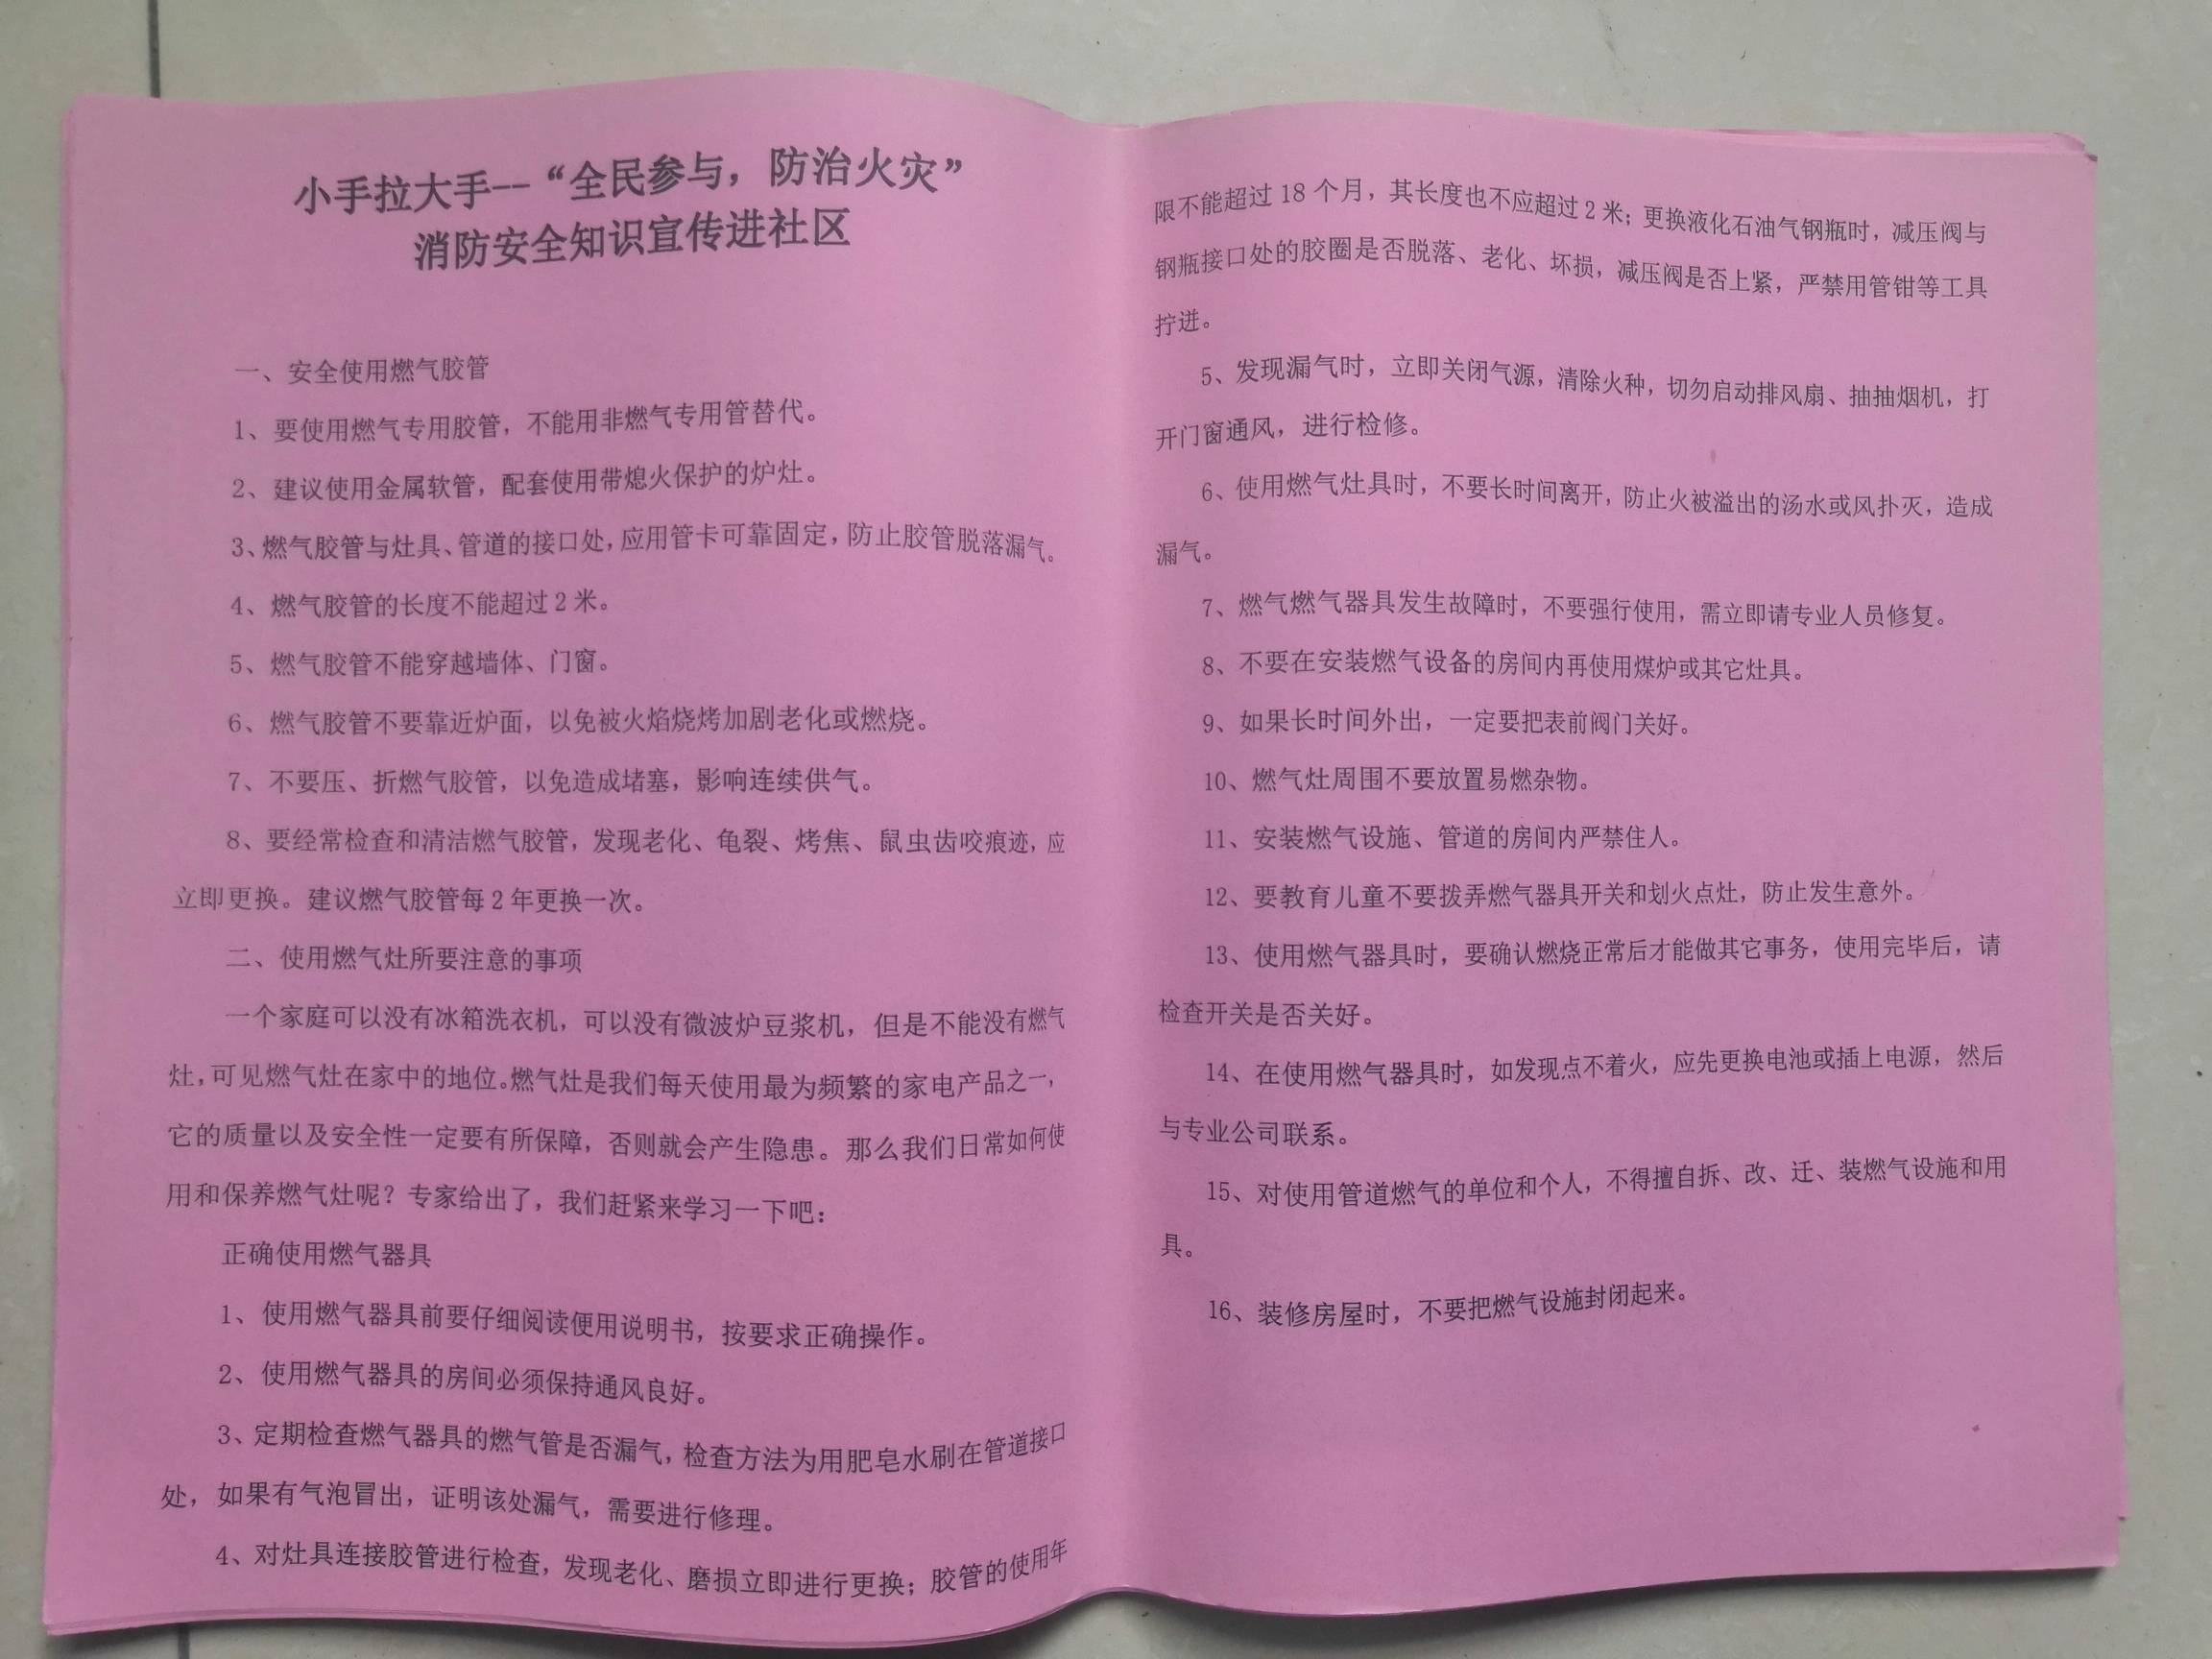 小手拉大手--“全民参与，防治火灾”
消防安全知识宣传进社区
一、安全使用燃气胶管
1、要使用燃气专用胶管，不能用非燃气专用管替代。
2、建议使用金属软管，配套使用带熄火保护的炉灶。
3、燃气胶管与灶具、管道的接口处，应用管卡可靠固定，防止胶管脱落漏气。
4、燃气胶管的长度不能超过2米。
5、燃气胶管不能穿越墙体、门窗。
6、燃气胶管不要靠近炉面，以免被火焰烧烤加剧老化或燃烧。
7、不要压、折燃气胶管，以免造成堵塞，影响连续供气。
8、要经常检查和清洁燃气胶管，发现老化、龟裂、烤焦、鼠虫齿咬痕迹，应
立即更换。建议燃气胶管每2年更换一次。
二、使用燃气灶所要注意的事项
一个家庭可以没有冰箱洗衣机，可以没有微波炉豆浆机，但是不能没有燃气
灶，可见燃气灶在家中的地位。燃气灶是我们每天使用最为频繁的家电产品之一，
它的质量以及安全性一定要有所保障，否则就会产生隐患。那么我们日常如何使
用和保养燃气灶呢？专家给出了，我们赶紧来学习一下吧：
正确使用燃气器具
1、使用燃气器具前要仔细阅读便用说明书，按要求正确操作。
2、使用燃气器具的房间必须保持通风良好。
3、定期检查燃气器具的燃气管是否漏气，检查方法为用肥皂水刷在管道接口
处，如果有气泡冒出，证明该处漏气，需要进行修理。
4、对灶具连接胶管进行检查，发现老化、磨损立即进行更换；胶管的使用年
限不能超过18个月，其长度也不应超过2米；更换液化石油气钢瓶时，减压阀与
钢瓶接口处的胶圈是否脱落、老化、坏损，减压阀是否上紧，严禁用管钳等工具
拧迸。
5、发现漏气时，立即关闭气源，清除火种，切勿启动排风扇、抽抽烟机，打
开门窗通风，进行检修。
6、使用燃气灶具时，不要长时间离开，防止火被溢出的汤水或风扑灭，造成
漏气。
7、燃气燃气器具发生故障时，不要强行使用，需立即请专业人员修复。
8、不要在安装燃气设备的房间内再使用煤炉或其它灶具。
9、如果长时间外出，一定要把表前阀门关好。
10、燃气灶周围不要放置易燃杂物。
11、安装燃气设施、管道的房间内严禁住人。
12、要教育儿童不要拨弄燃气器具开关和划火点灶，防止发生意外。
13、使用燃气器具时，要确认燃烧正常后才能做其它事务，使用完毕后，请
检查开关是否关好。
14、在使用燃气器具时，如发现点不着火，应先更换电池或插上电源，然后
与专业公司联系。
15、对使用管道燃气的单位和个人，不得擅自拆、改、迁、装燃气设施和用
具。
16、装修房屋时，不要把燃气设施封闭起来。